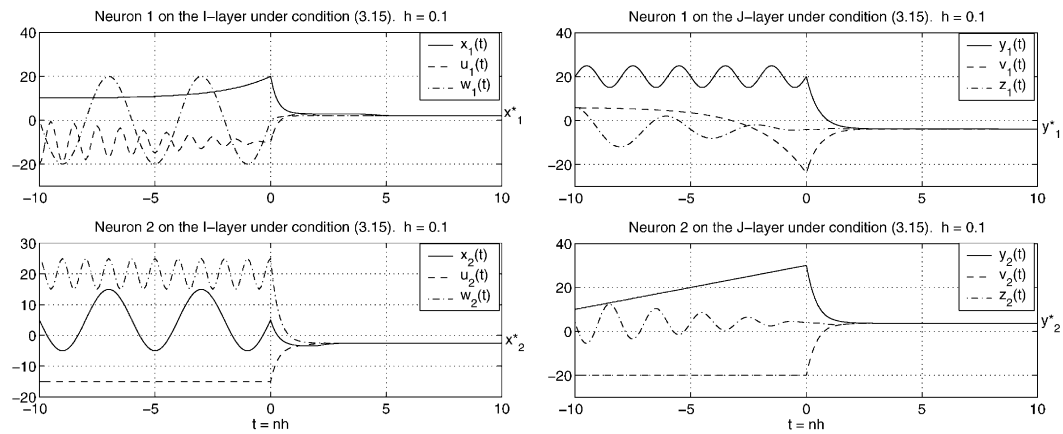 Neuron 1 on the I-layer under condition (3.15). h = 0.1
40
20
0
-20
-10
-5
0
5
10
x₁(t)
u₁(t)
w₁(t)
x*₁
Neuron 1 on the J-layer under condition (3.15). h = 0.1
40
20
0
-20
-10
-5
0
5
10
y₁(t)
v₁(t)
z₁(t)
y*₁
Neuron 2 on the I-layer under condition (3.15). h = 0.1
30
25
10
0
-10
-20
-10
-5
0
5
10
t = nh
x₂(t)
u₂(t)
w₂(t)
x*₂
Neuron 2 on the J-layer under condition (3.15). h = 0.1
40
20
0
-20
-10
-5
0
5
10
t = nh
y₂(t)
v₂(t)
z₂(t)
y*₂